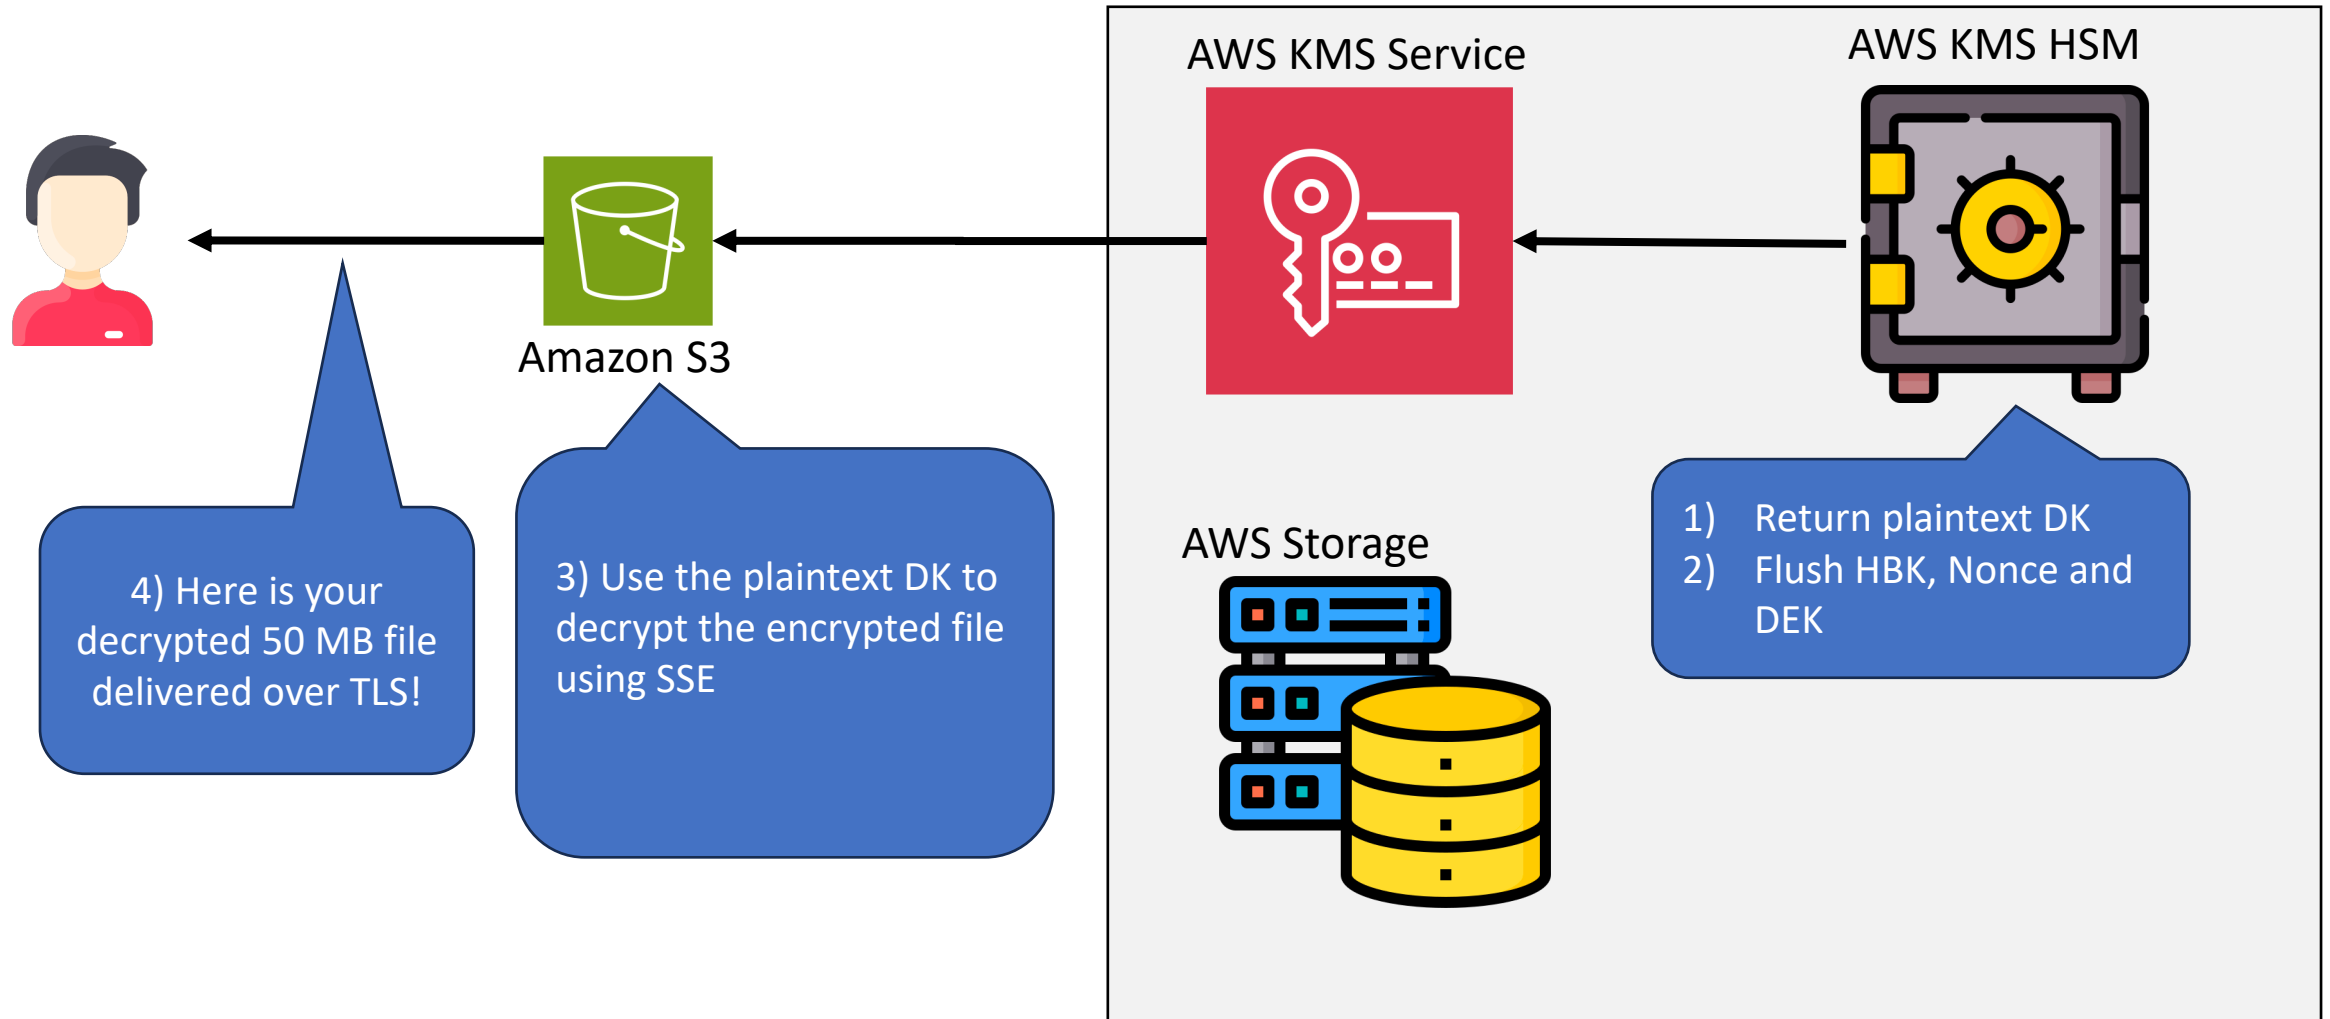 AWS KMS Service
AWS KMS HSM
Amazon S3
1) Return plaintext DK
2) Flush HBK, Nonce and
DEK
AWS Storage
3) Use the plaintext DK to
decrypt the encrypted file
using SSE
4) Here is your
decrypted 50 MB file
delivered over TLS!